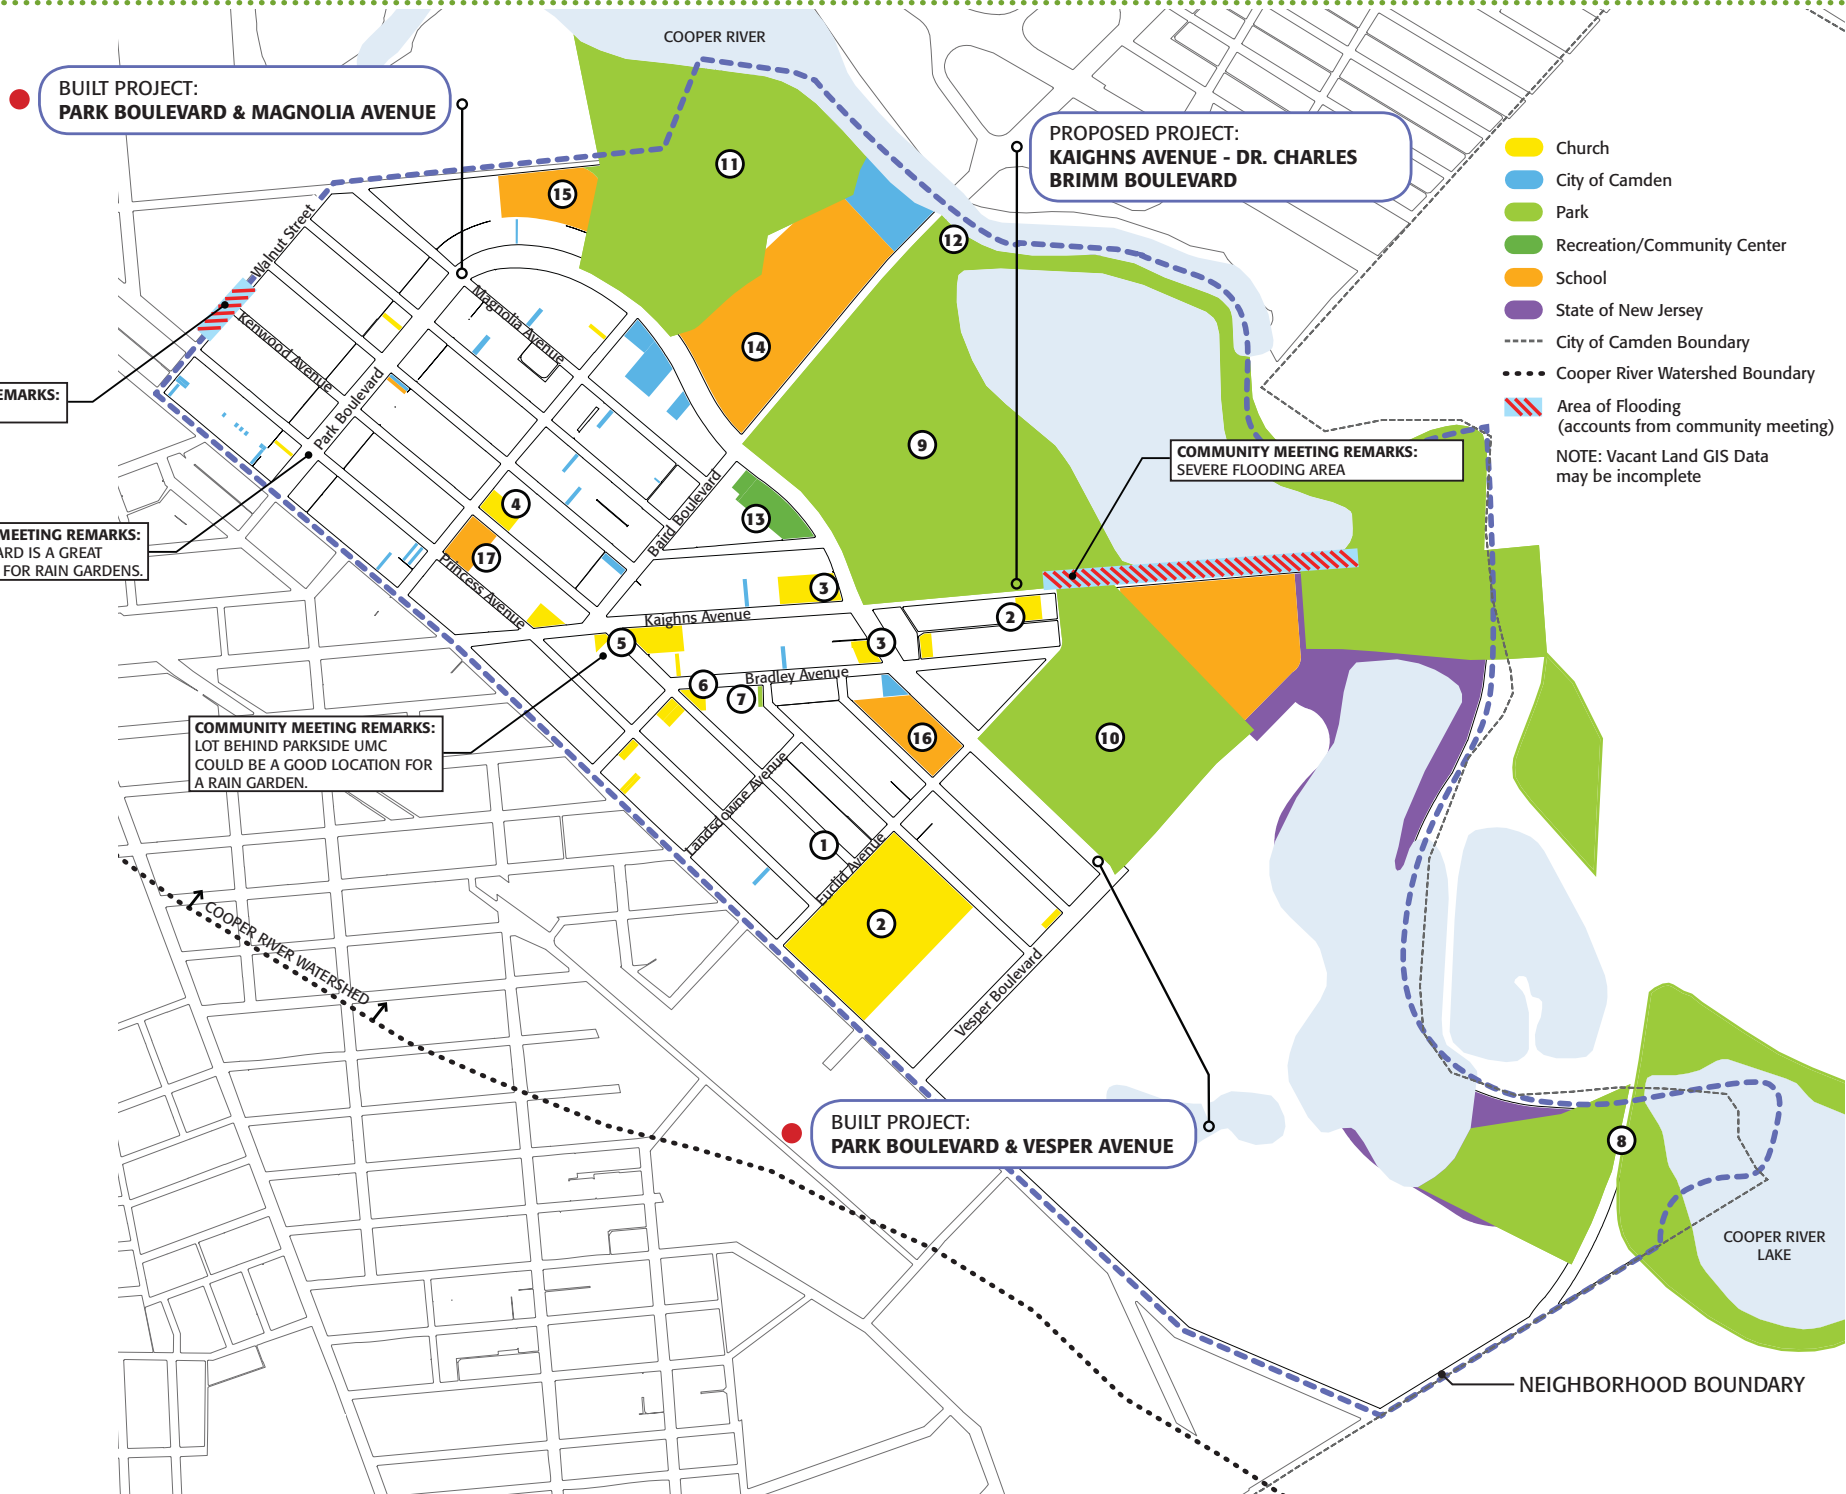 COOPER RIVER
BUILT PROJECT:
PARK BOULEVARD & MAGNOLIA AVENUE
PROPOSED PROJECT:
KAIGHNS AVENUE - DR. CHARLES
BRIMM BOULEVARD
Church
City of Camden
Park
Recreation/Community Center
School
State of New Jersey
City of Camden Boundary
Cooper River Watershed Boundary
Area of Flooding
(accounts from community meeting)
NOTE: Vacant Land GIS Data
may be incomplete
11
15
12
14
9
13
4
17
3
2
5
3
6
7
16
10
1
2
8
Walnut Street
Magnolia Avenue
Kenwood Avenue
Park Boulevard
Baird Boulevard
Princess Avenue
Kaighns Avenue
Bradley Avenue
Landsdowne Avenue
Euclid Avenue
Vesper Boulevard
EMARKS:
MEETING REMARKS:
ARD IS A GREAT
FOR RAIN GARDENS.
COMMUNITY MEETING REMARKS:
SEVERE FLOODING AREA
COMMUNITY MEETING REMARKS:
LOT BEHIND PARKSIDE UMC
COULD BE A GOOD LOCATION FOR
A RAIN GARDEN.
COOPER RIVER WATERSHED
BUILT PROJECT:
PARK BOULEVARD & VESPER AVENUE
COOPER RIVER
LAKE
NEIGHBORHOOD BOUNDARY